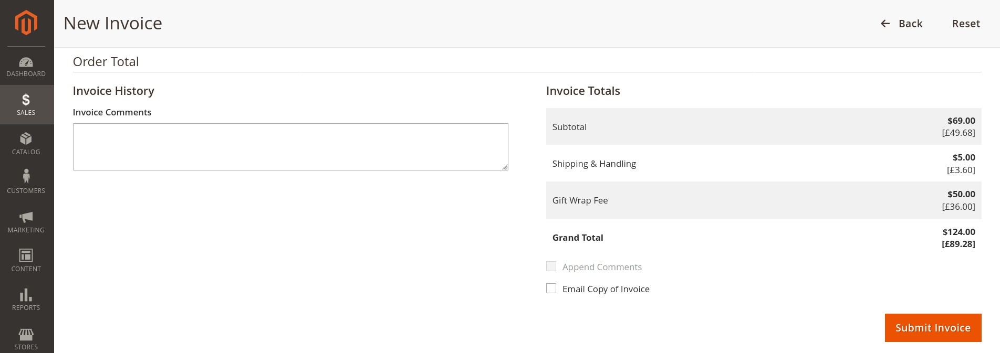 New Invoice
Back
Reset
DASHBOARD
SALES
CATALOG
CUSTOMERS
MARKETING
CONTENT
REPORTS
STORES
Order Total
Invoice History
Invoice Comments
Invoice Totals
Subtotal
$69.00
[£49.68]
Shipping & Handling
$5.00
[£3.60]
Gift Wrap Fee
$50.00
[£36.00]
Grand Total
$124.00
[£89.28]
Append Comments
Email Copy of Invoice
Submit Invoice